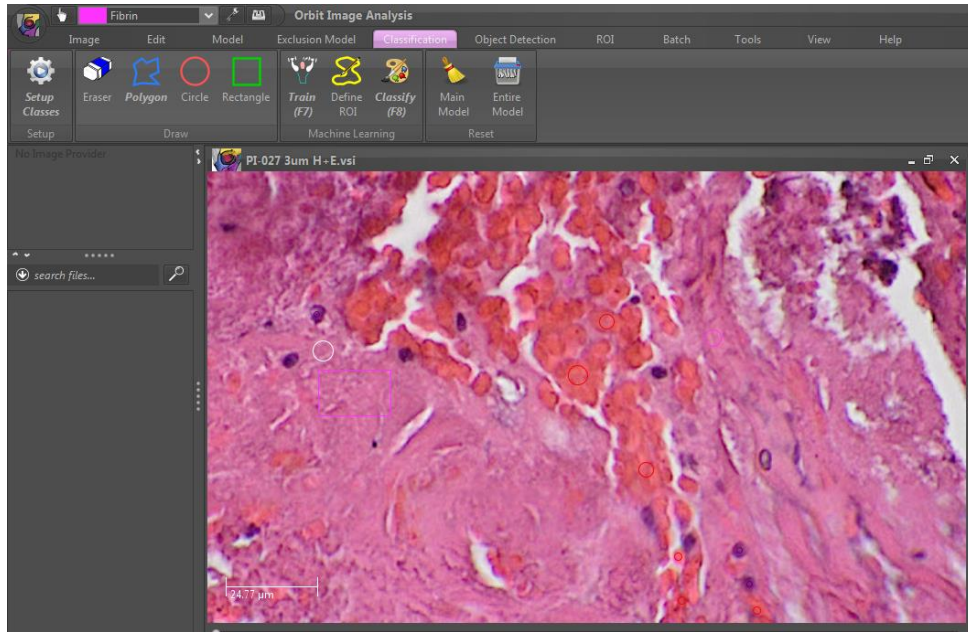 Fibrin
Orbit Image Analysis
Image Edit Model Exclusion Model Classification Object Detection ROI Batch Tools View Help
Setup Classes
Eraser
Polygon
Circle
Rectangle
Train (F7)
Define ROI
Classify (F8)
Main Model
Entire Model
Setup Draw Machine Learning Reset
No Image Provider
PI-027 3um H+E.vsi
search files...
24.77 µm